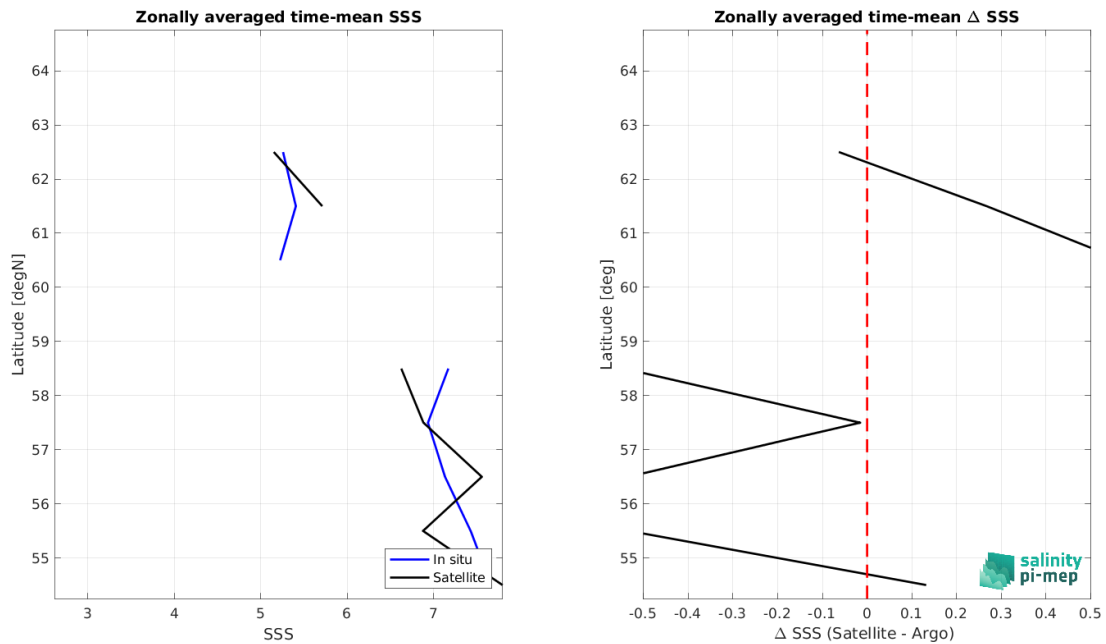 Zonally averaged time-mean SSS
64
63
62
61
60
59
58
57
56
55
Latitude [degN]
3 4 5 6 7
SSS
In situ
Satellite
Zonally averaged time-mean Δ SSS
64
63
62
61
60
59
58
57
56
55
Latitude [deg]
-0.5 -0.4 -0.3 -0.2 -0.1 0 0.1 0.2 0.3 0.4 0.5
Δ SSS (Satellite - Argo)
salinity
pi-mep